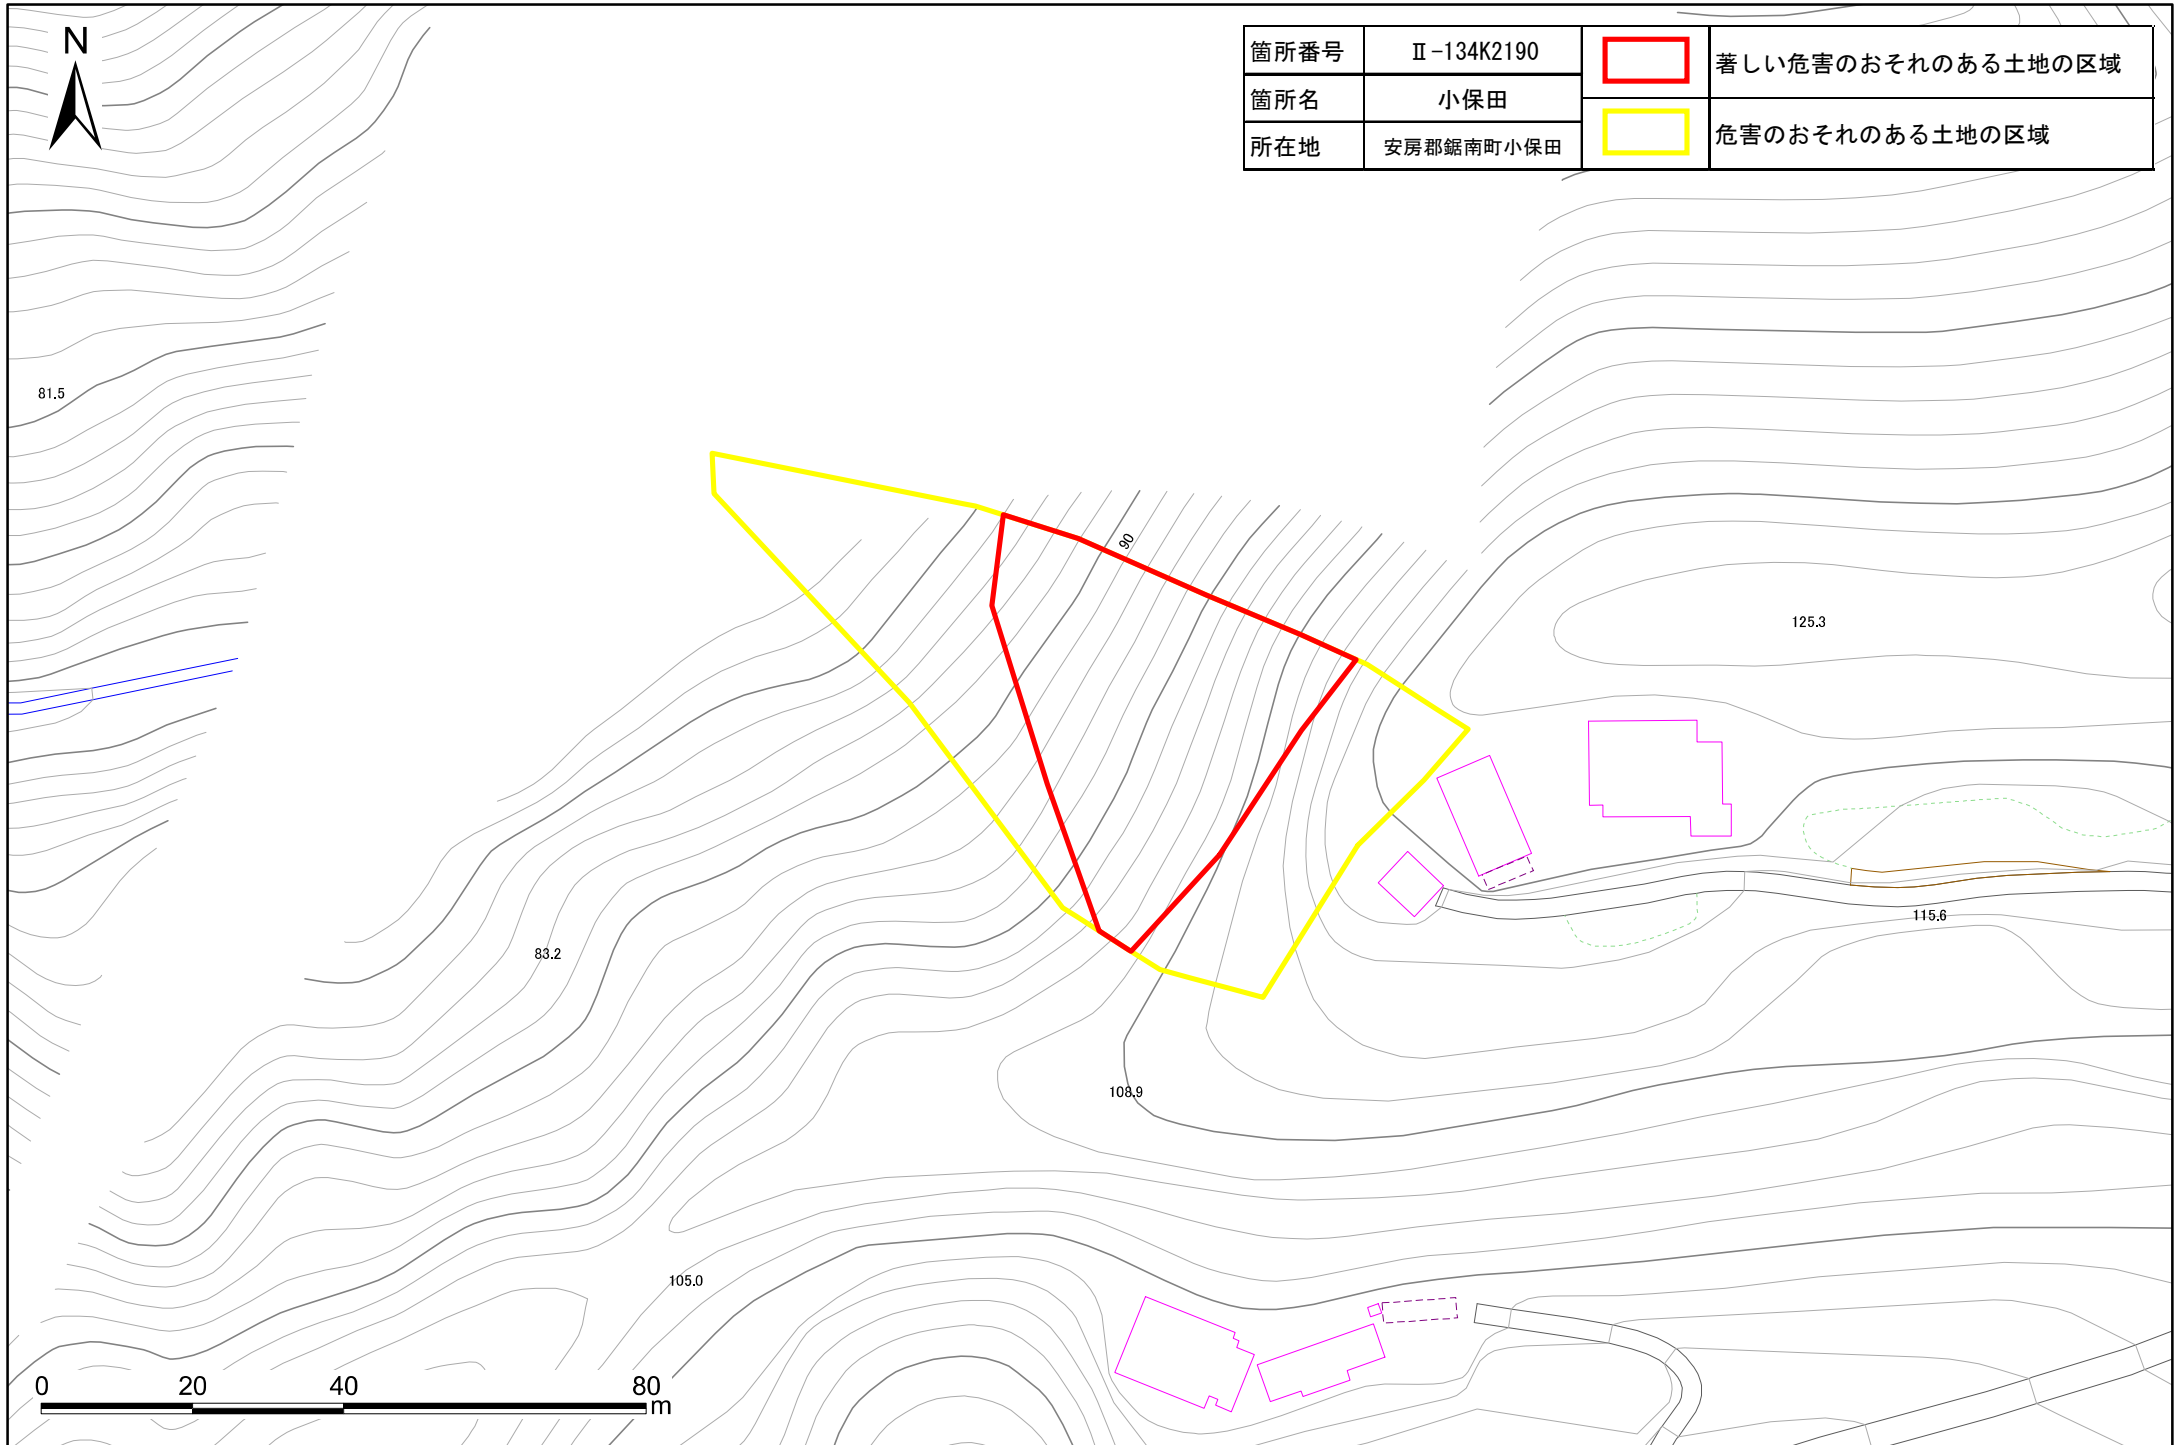 N
箇所番号 Ⅱ-134K2190
著しい危害のおそれのある土地の区域
箇所名 小保田
危害のおそれのある土地の区域
所在地 安房郡鋸南町小保田
81.5
90
125.3
115.6
83.2
108.9
105.0
0 20 40 80
m